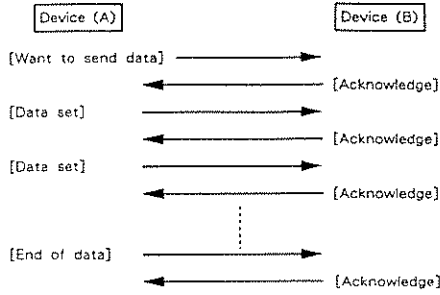 Device (A)
Device (B)
[Want to send data]
[Acknowledge]
[Data set]
[Acknowledge]
[Data set]
[Acknowledge]
[End of data]
[Acknowledge]